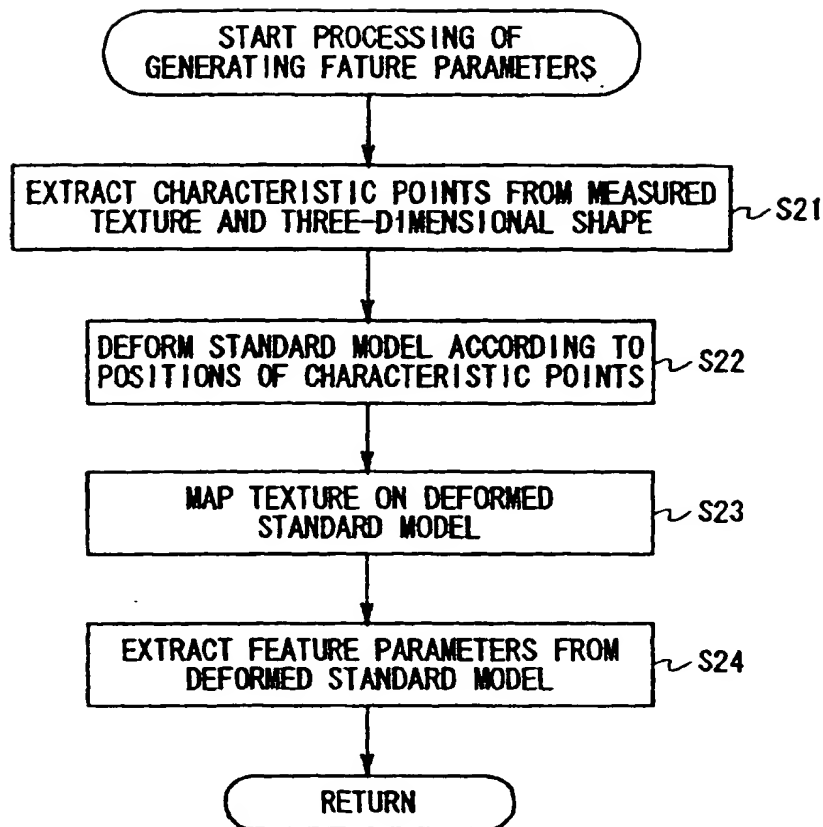 START PROCESSING OF
GENERATING FATURE PARAMETERS
EXTRACT CHARACTERISTIC POINTS FROM MEASURED
TEXTURE AND THREE-DIMENSIONAL SHAPE
S21
DEFORM STANDARD MODEL ACCORDING TO
POSITIONS OF CHARACTERISTIC POINTS
S22
MAP TEXTURE ON DEFORMED
STANDARD MODEL
S23
EXTRACT FEATURE PARAMETERS FROM
DEFORMED STANDARD MODEL
S24
RETURN